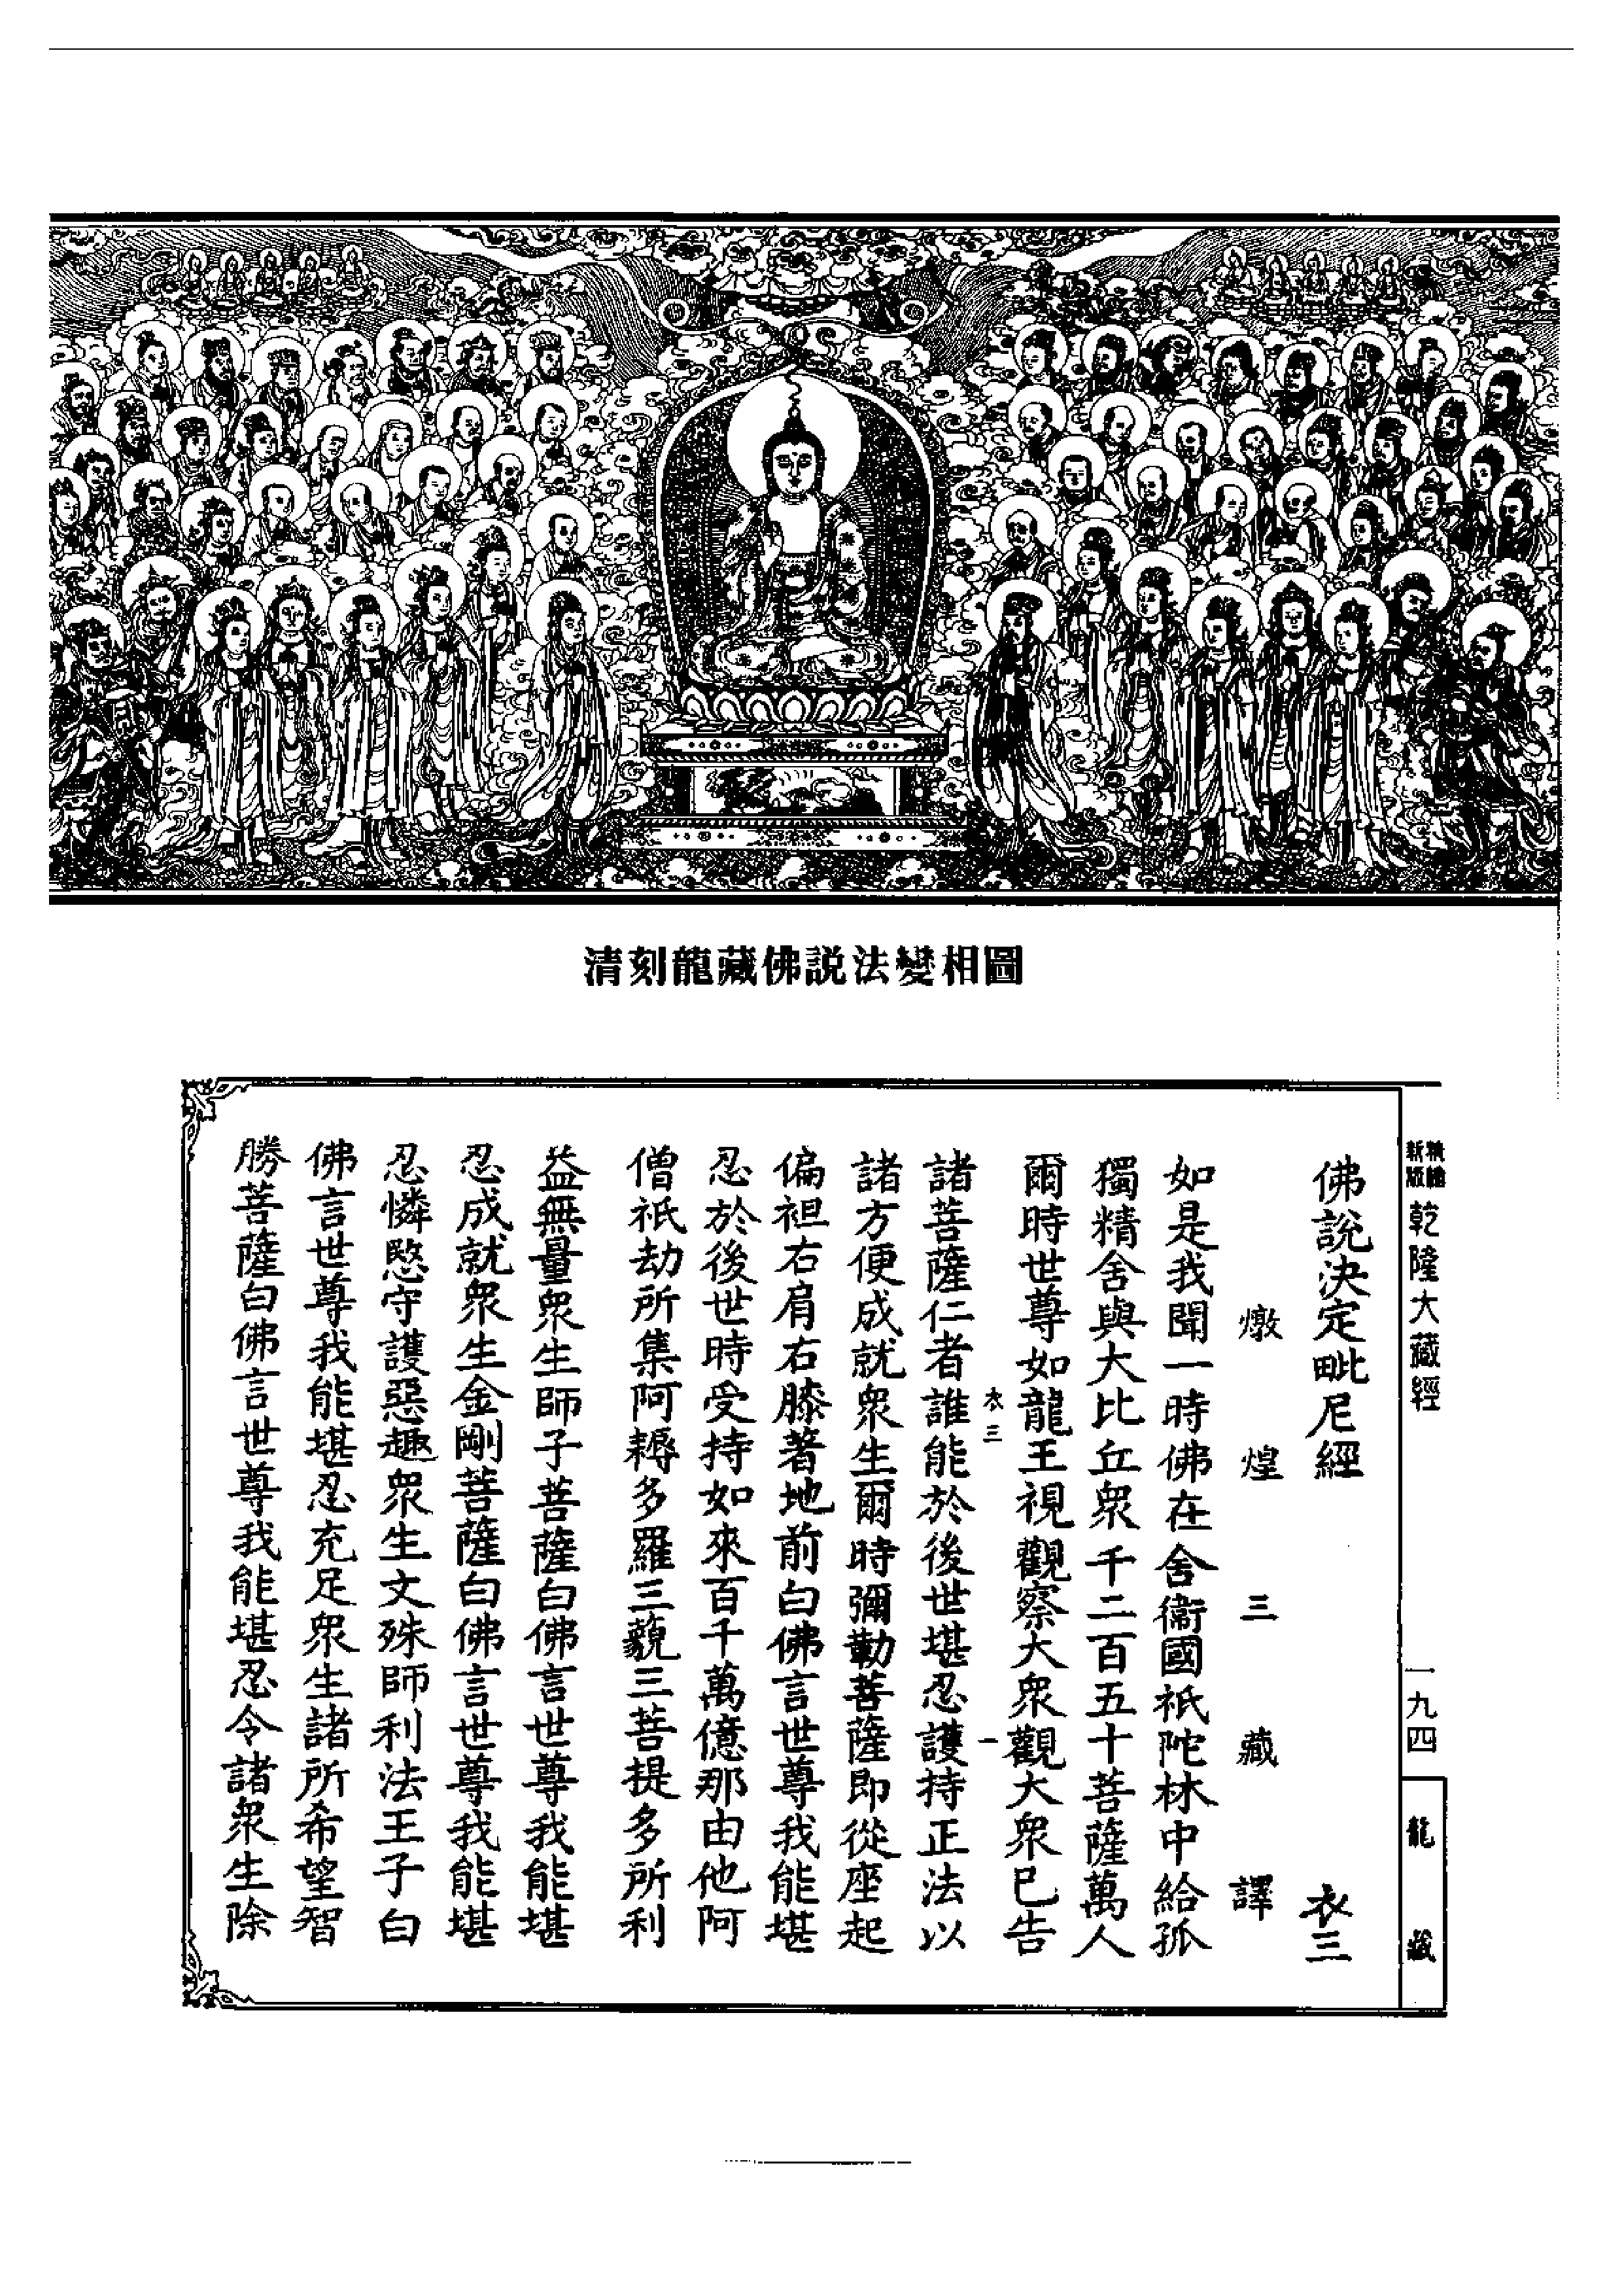 清刻龍藏佛説法變相圖
新版
精縮
乾隆大藏經
一九四
龍藏
佛說決定毗尼經 衣三
燉煌三藏譯
如是我聞一時佛在舍衞國祇陀林中給孤
獨精舍與大比丘衆千二百五十菩薩萬人
爾時世尊如龍王視觀察大衆觀大衆已告
衣三 一
諸菩薩仁者誰能於後世堪忍護持正法以
諸方便成就衆生爾時彌勒菩薩即從座起
偏袒右肩右膝著地前白佛言世尊我能堪
忍於後世時受持如來百千萬億那由他阿
僧祇劫所集阿耨多羅三藐三菩提多所利
益無量衆生師子菩薩白佛言世尊我能堪
忍成就衆生金剛菩薩白佛言世尊我能堪
忍憐愍守護惡趣衆生文殊師利法王子白
佛言世尊我能堪忍充足衆生諸所希望智
勝菩薩白佛言世尊我能堪忍令諸衆生除